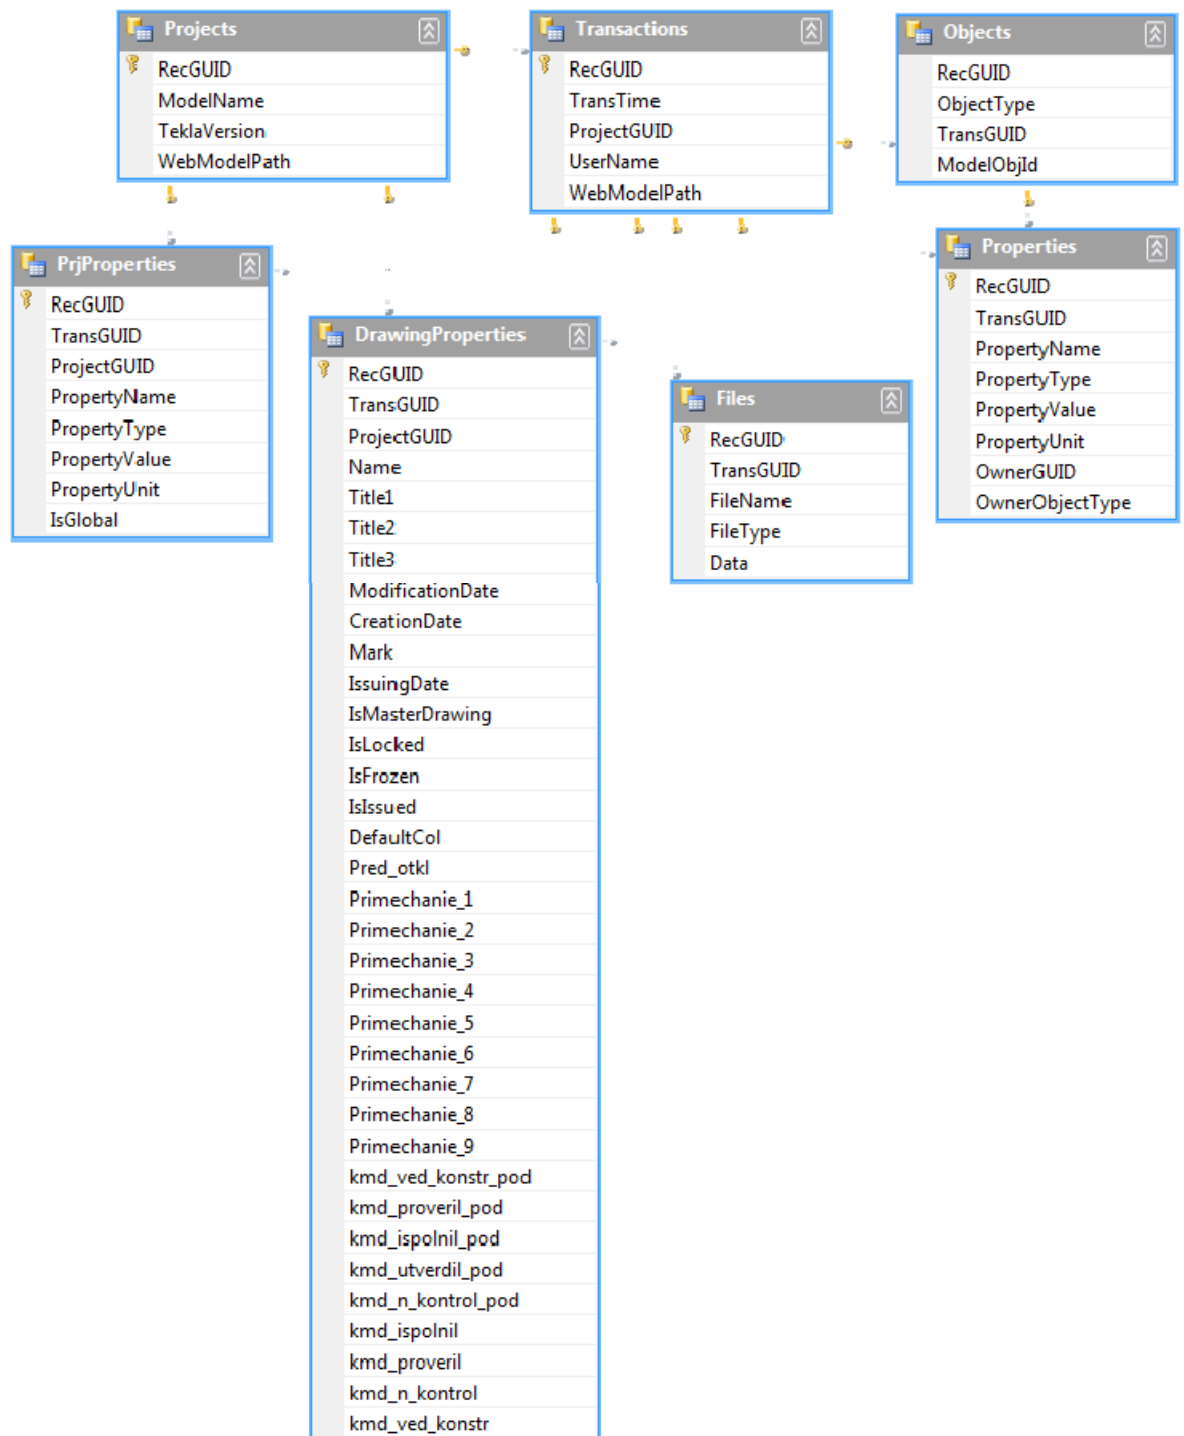 Projects
RecGUID
ModelName
TeklaVersion
WebModelPath
Transactions
RecGUID
TransTime
ProjectGUID
UserName
WebModelPath
Objects
RecGUID
ObjectType
TransGUID
ModelObjId
PrjProperties
RecGUID
TransGUID
ProjectGUID
PropertyName
PropertyType
PropertyValue
PropertyUnit
IsGlobal
DrawingProperties
RecGUID
TransGUID
ProjectGUID
Name
Title1
Title2
Title3
ModificationDate
CreationDate
Mark
IssuingDate
IsMasterDrawing
IsLocked
IsFrozen
IsIssued
DefaultCol
Pred_otkl
Primechanie_1
Primechanie_2
Primechanie_3
Primechanie_4
Primechanie_5
Primechanie_6
Primechanie_7
Primechanie_8
Primechanie_9
kmd_ved_konstr_pod
kmd_proveril_pod
kmd_ispolnil_pod
kmd_utverdil_pod
kmd_n_kontrol_pod
kmd_ispolnil
kmd_proveril
kmd_n_kontrol
kmd_ved_konstr
Files
RecGUID
TransGUID
FileName
FileType
Data
Properties
RecGUID
TransGUID
PropertyName
PropertyType
PropertyValue
PropertyUnit
OwnerGUID
OwnerObjectType